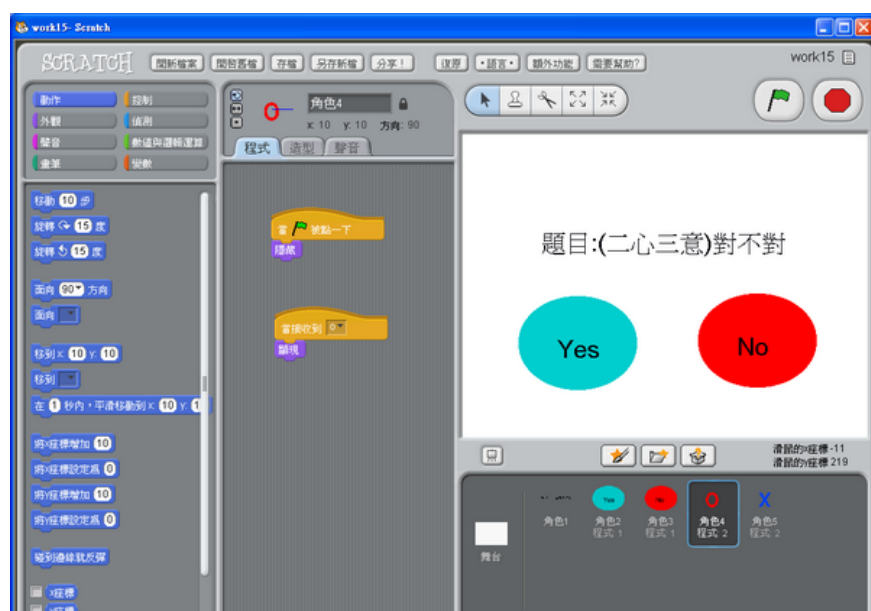 work15- Scratch
SCRATCH
開新檔案
開啓舊檔
存檔
另存新檔
分享!
復原
·語言·
額外功能
需要幫助?
work15
動作
控制
外觀
偵測
聲音
數值與邏輯運算
畫筆
變數
移動 10 步
旋轉 15 度
旋轉 15 度
面向 90 方向
面向
移到 x: 10 y: 10
移到
在 1 秒內,平滑移動到 x: 10 y: 1
將x座標增加 10
將x座標設定爲 0
將y座標增加 10
將y座標設定爲 0
碰到邊緣就反彈
x座標
角色4
x: 10 y: 10 方向: 90
程式
造型
聲音
當 被點一下
隱藏
當接收到 o
顯現
題目:(二心三意)對不對
Yes
No
滑鼠的x座標 -11
滑鼠的y座標 219
舞台
角色1
Yes
角色2
程式: 1
No
角色3
程式: 1
O
角色4
程式: 2
X
角色5
程式: 2